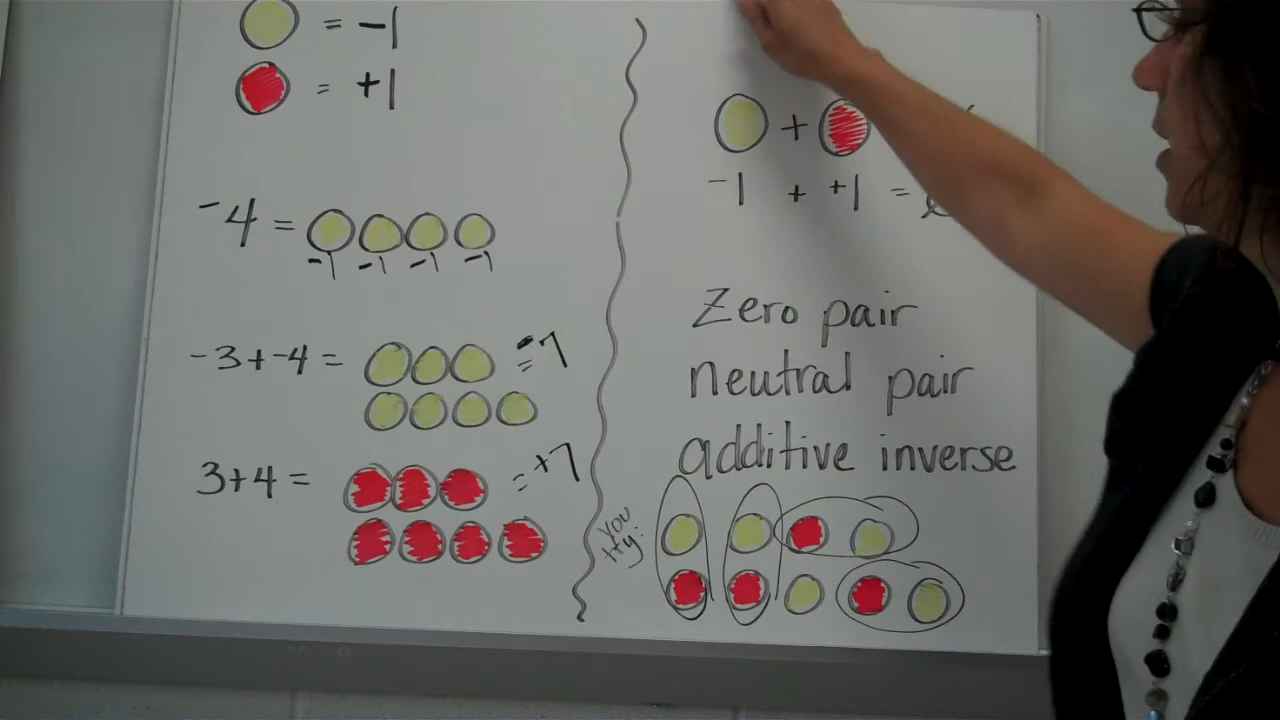 = -1
= +1
-4 =
-1 -1 -1 -1
-3 + -4 = = -7
3+4 = = +7
+
-1 + +1 =
Zero pair
neutral pair
additive inverse
You try: